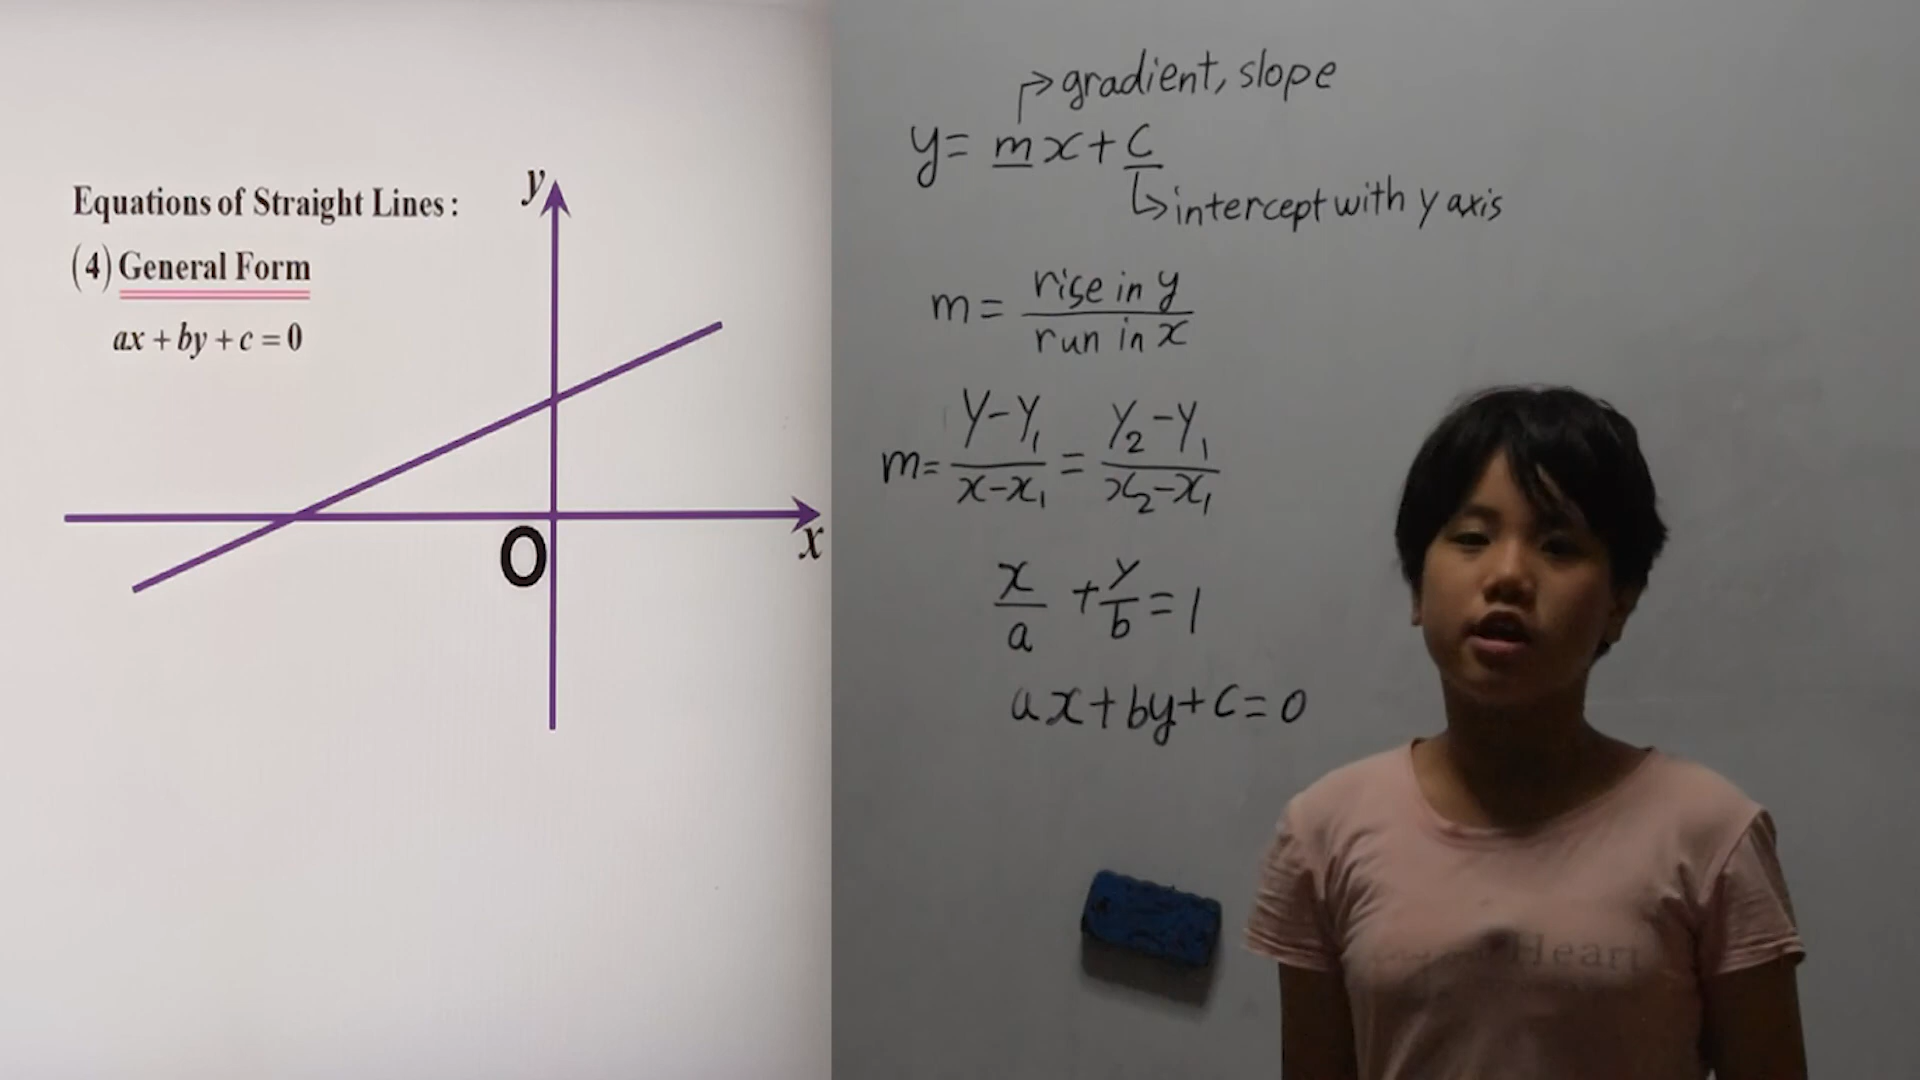 Equations of Straight Lines :
(4) General Form
ax + by + c = 0
y
x
O
gradient, slope
y = mx + c
intercept with y axis
m = rise in y / run in x
m = y - y₁ / x - x₁ = y₂ - y₁ / x₂ - x₁
x/a + y/b = 1
ax + by + c = 0
Heart